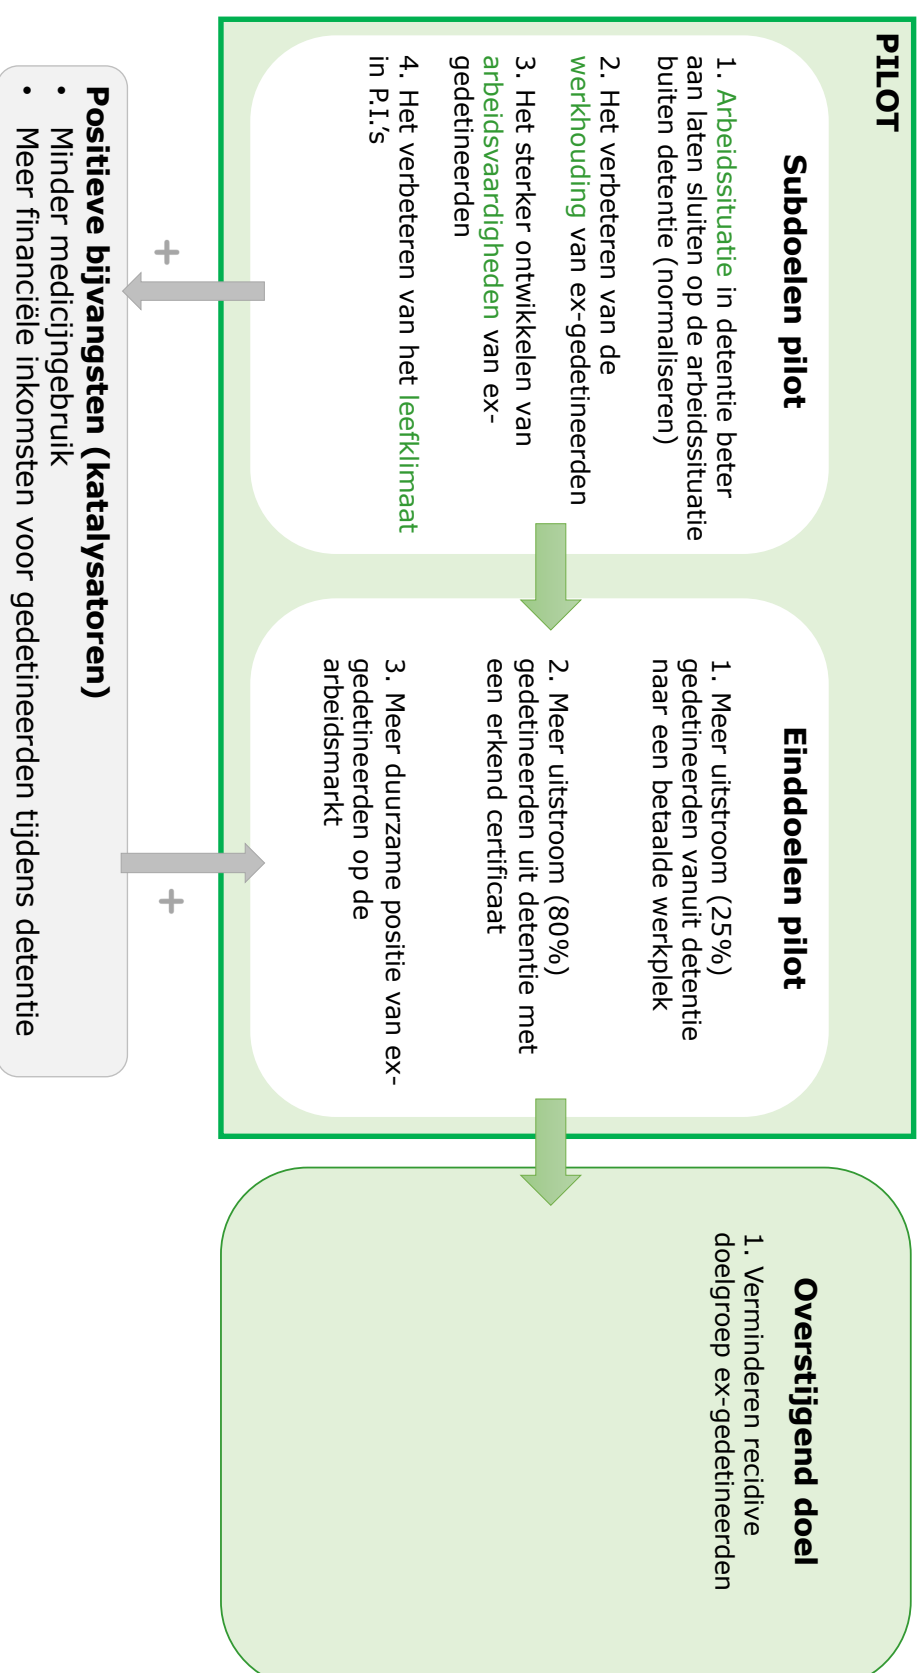 PILOT
Subdoelen pilot
1. Arbeidssituatie in detentie beter
aan laten sluiten op de arbeidssituatie
buiten detentie (normaliseren)
2. Het verbeteren van de
werkhouding van ex-gedetineerden
3. Het sterker ontwikkelen van
arbeidsvaardigheden van ex-
gedetineerden
4. Het verbeteren van het leefklimaat
in P.I.’s
Einddoelen pilot
1. Meer uitstroom (25%)
gedetineerden vanuit detentie
naar een betaalde werkplek
2. Meer uitstroom (80%)
gedetineerden uit detentie met
een erkend certificaat
3. Meer duurzame positie van ex-
gedetineerden op de
arbeidsmarkt
Overstijgend doel
1. Verminderen recidive
doelgroep ex-gedetineerden
+
+
Positieve bijvangsten (katalysatoren)
• Minder medicijngebruik
• Meer financiële inkomsten voor gedetineerden tijdens detentie